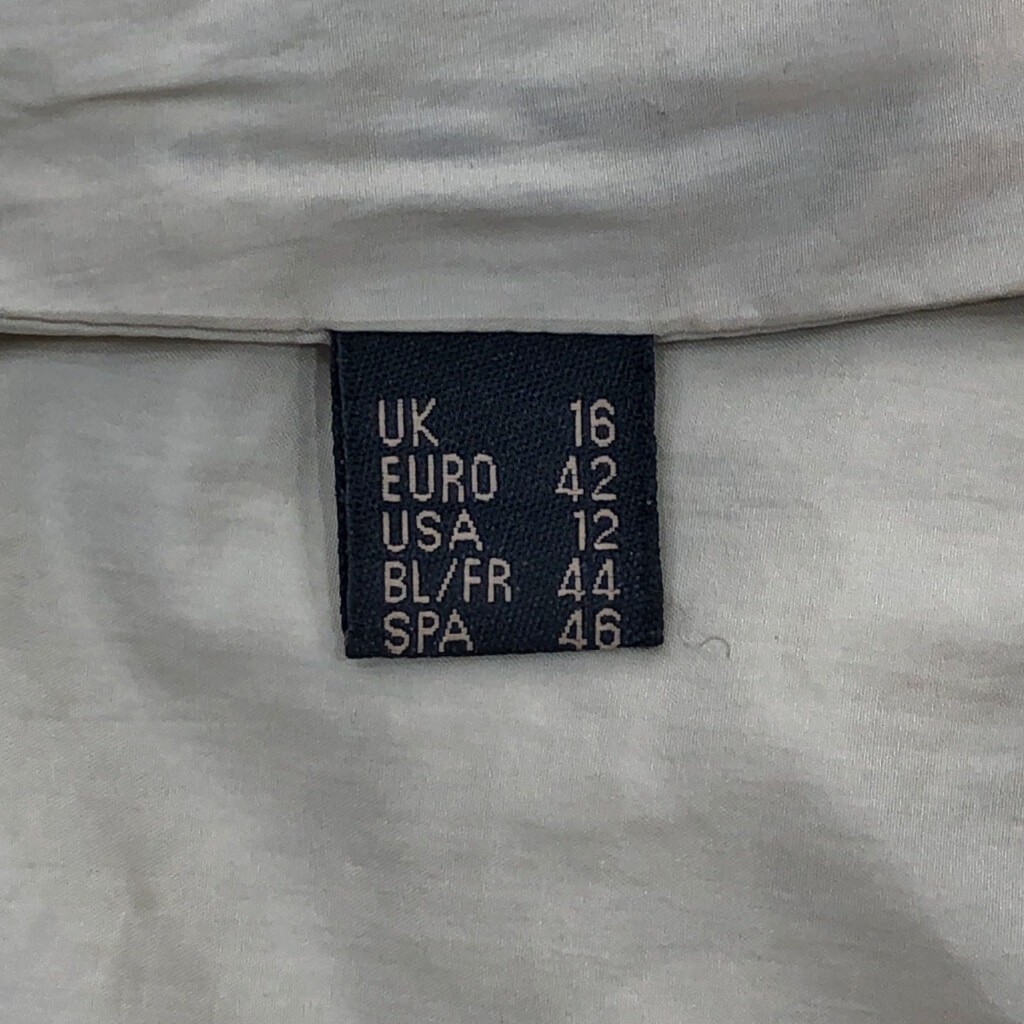 UK 16
EURO 42
USA 12
BL/FR 44
SPA 46